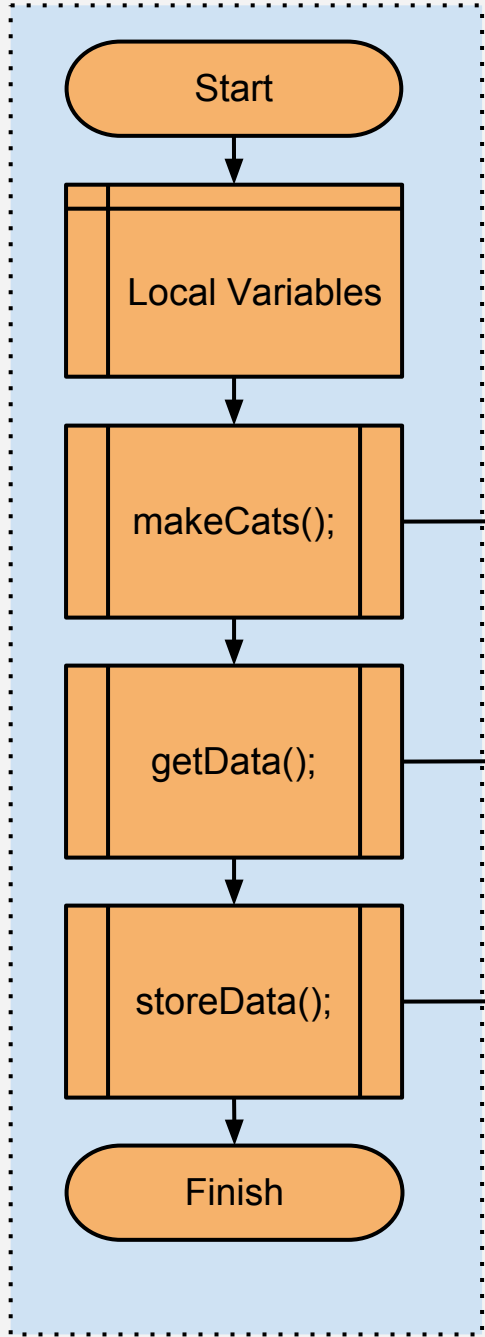 Start
Local Variables
makeCats();
getData();
storeData();
Finish